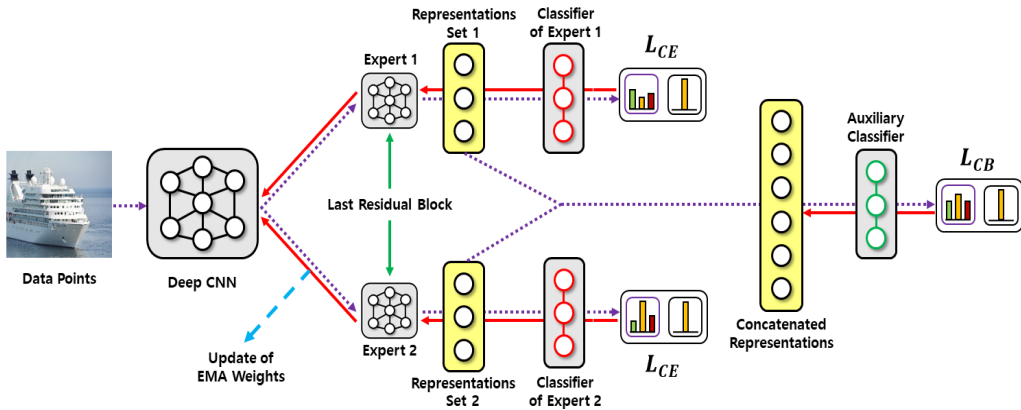 Representations
Set 1
Classifier
of Expert 1
L_CE
Expert 1
Auxiliary
Classifier
L_CB
Last Residual Block
Data Points
Deep CNN
Expert 2
Update of
EMA Weights
Representations
Set 2
Classifier
of Expert 2
L_CE
Concatenated
Representations